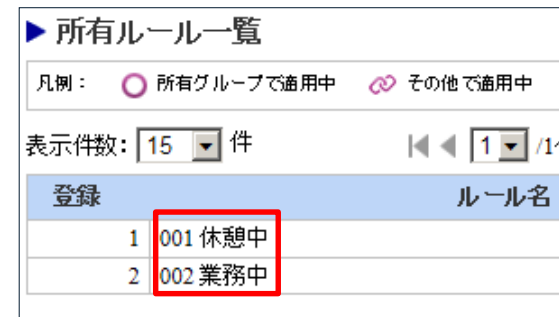 ▶ 所有ルール一覧
凡例： 所有グループで適用中 その他で適用中
表示件数: 15 件 1 /1
登録 ルール名
1 001 休憩中
2 002 業務中